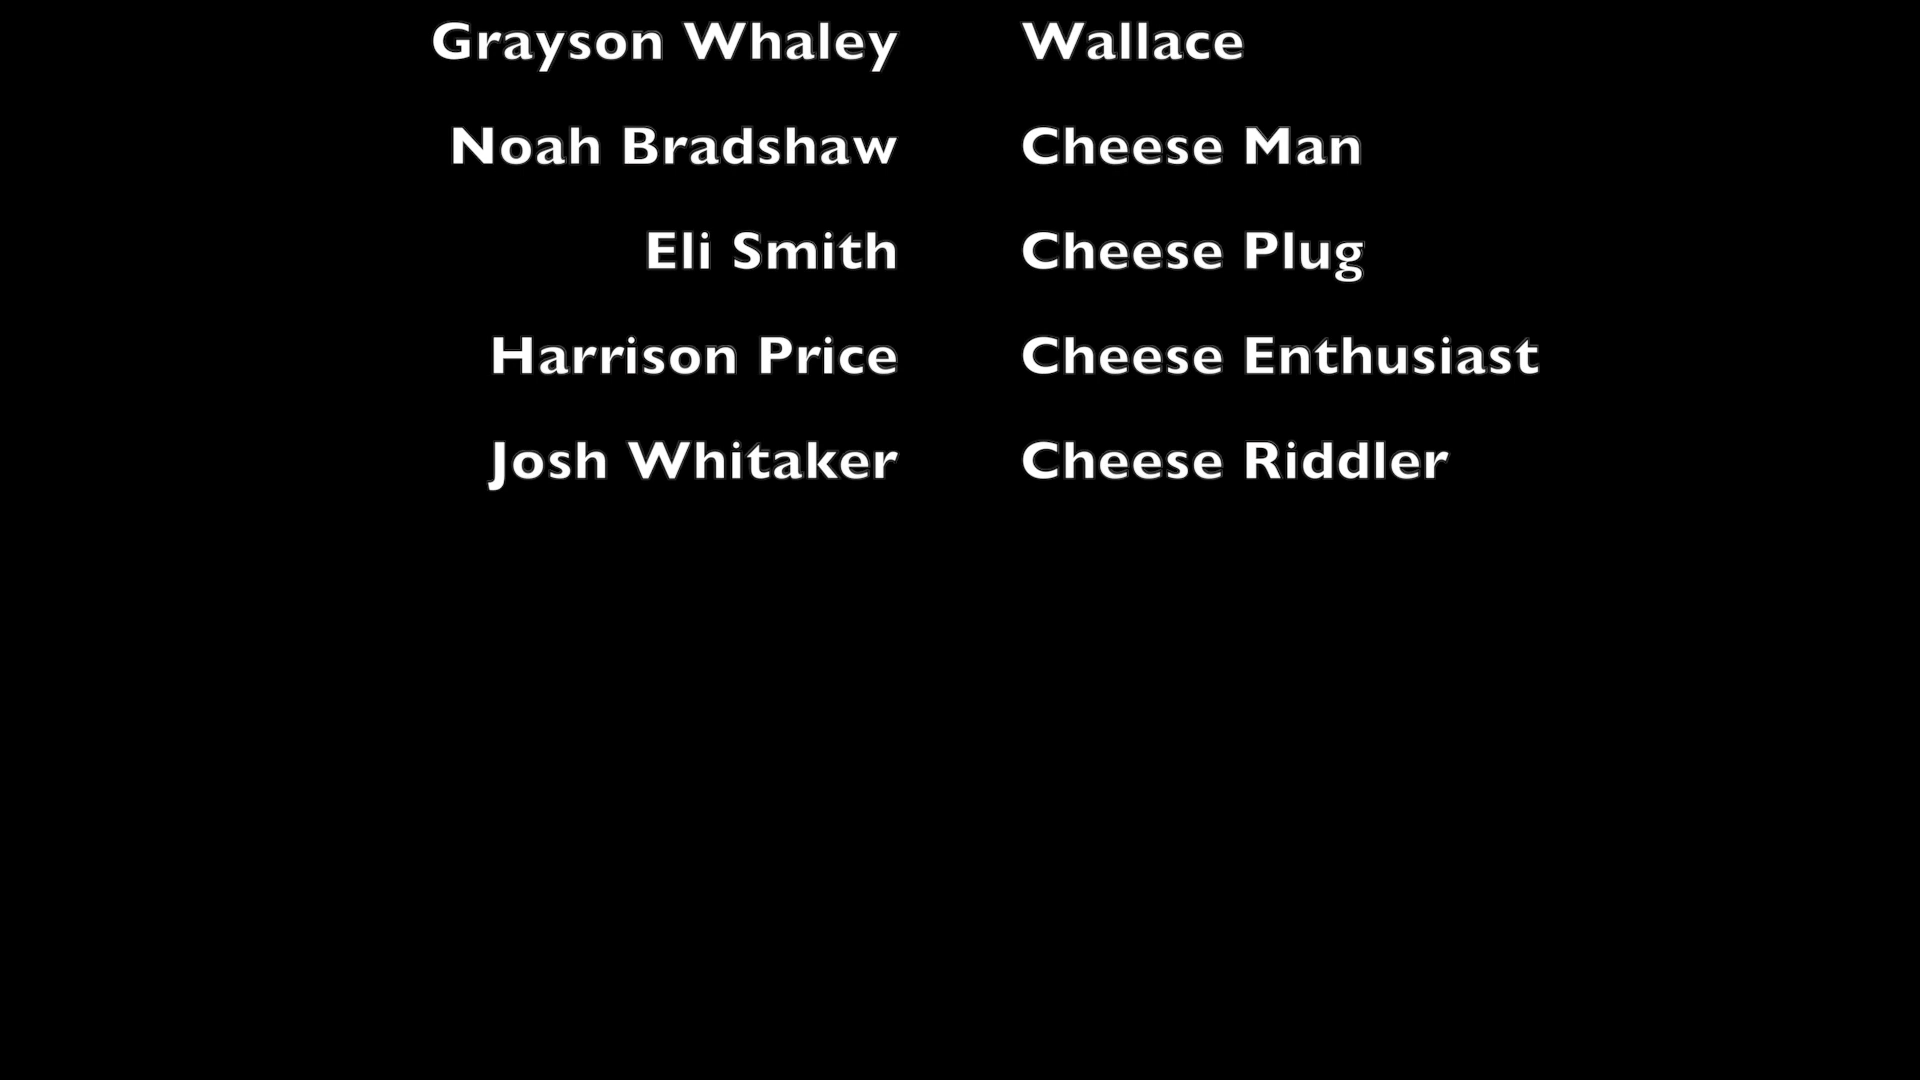 Grayson Whaley Wallace
Noah Bradshaw Cheese Man
Eli Smith Cheese Plug
Harrison Price Cheese Enthusiast
Josh Whitaker Cheese Riddler